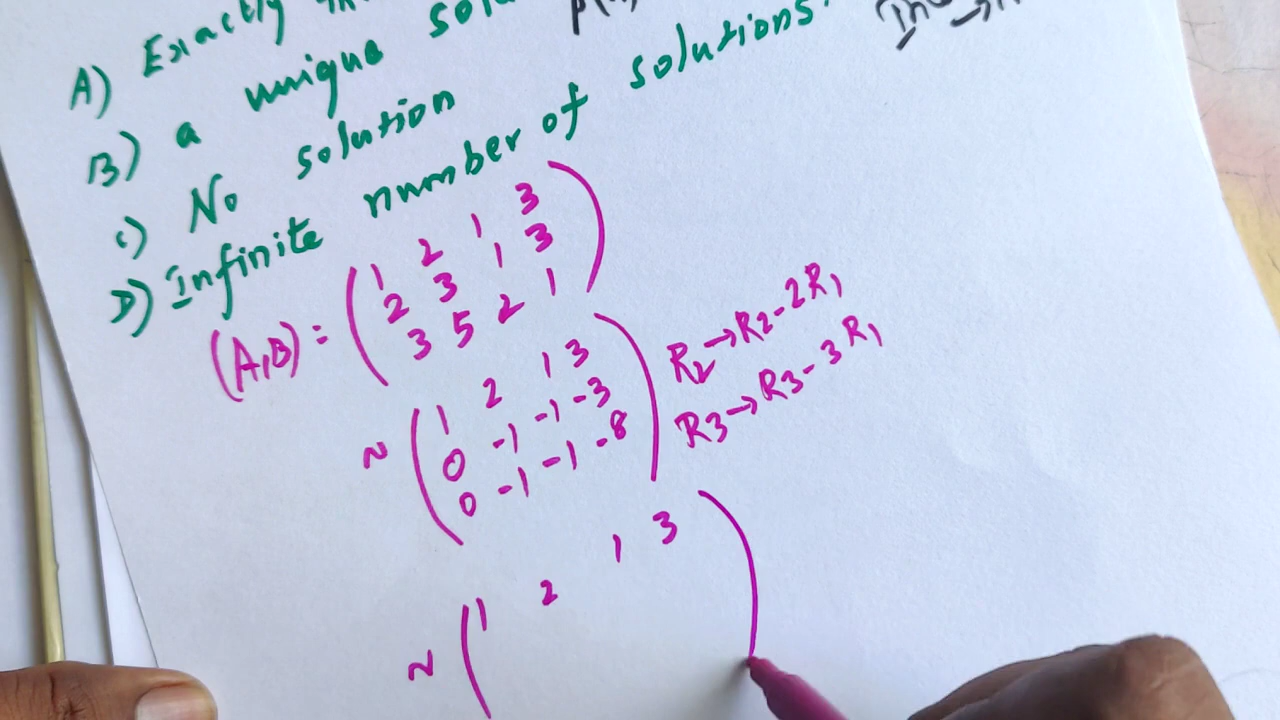 A) Exactly
B) a unique
C) No solution
D) Infinite number of solutions.
(A,B) = ( 1 2 1 3
2 3 1 3
3 5 2 1 )
~ ( 1 2 1 3
0 -1 -1 -3 R2→R2-2R1
0 -1 -1 -8 ) R3→R3-3R1
~ ( 1 2 1 3 )